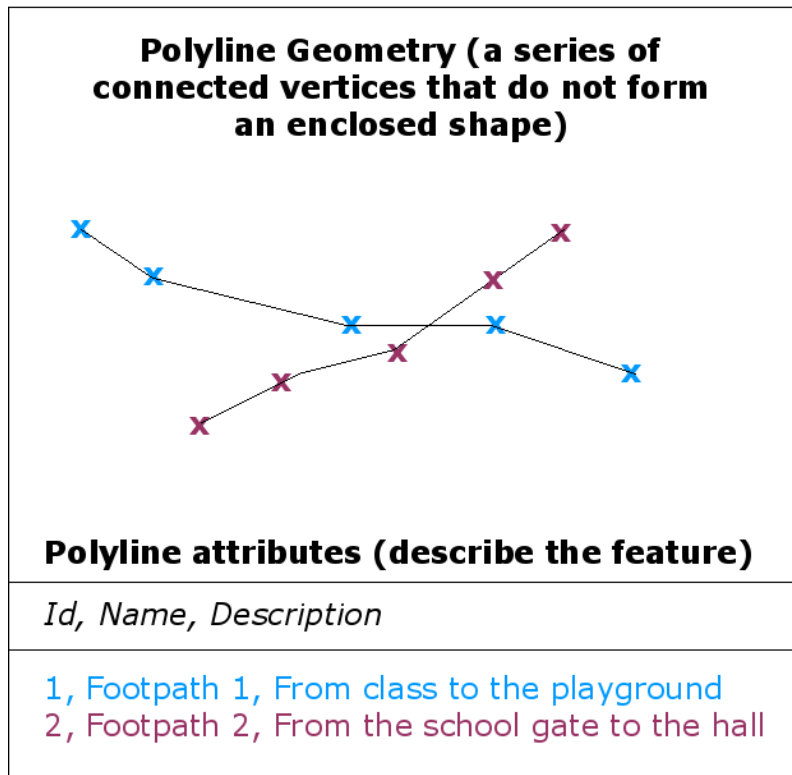 Polyline Geometry (a series of
connected vertices that do not form
an enclosed shape)
x x x x x
x x x x x
Polyline attributes (describe the feature)
Id, Name, Description
1, Footpath 1, From class to the playground
2, Footpath 2, From the school gate to the hall